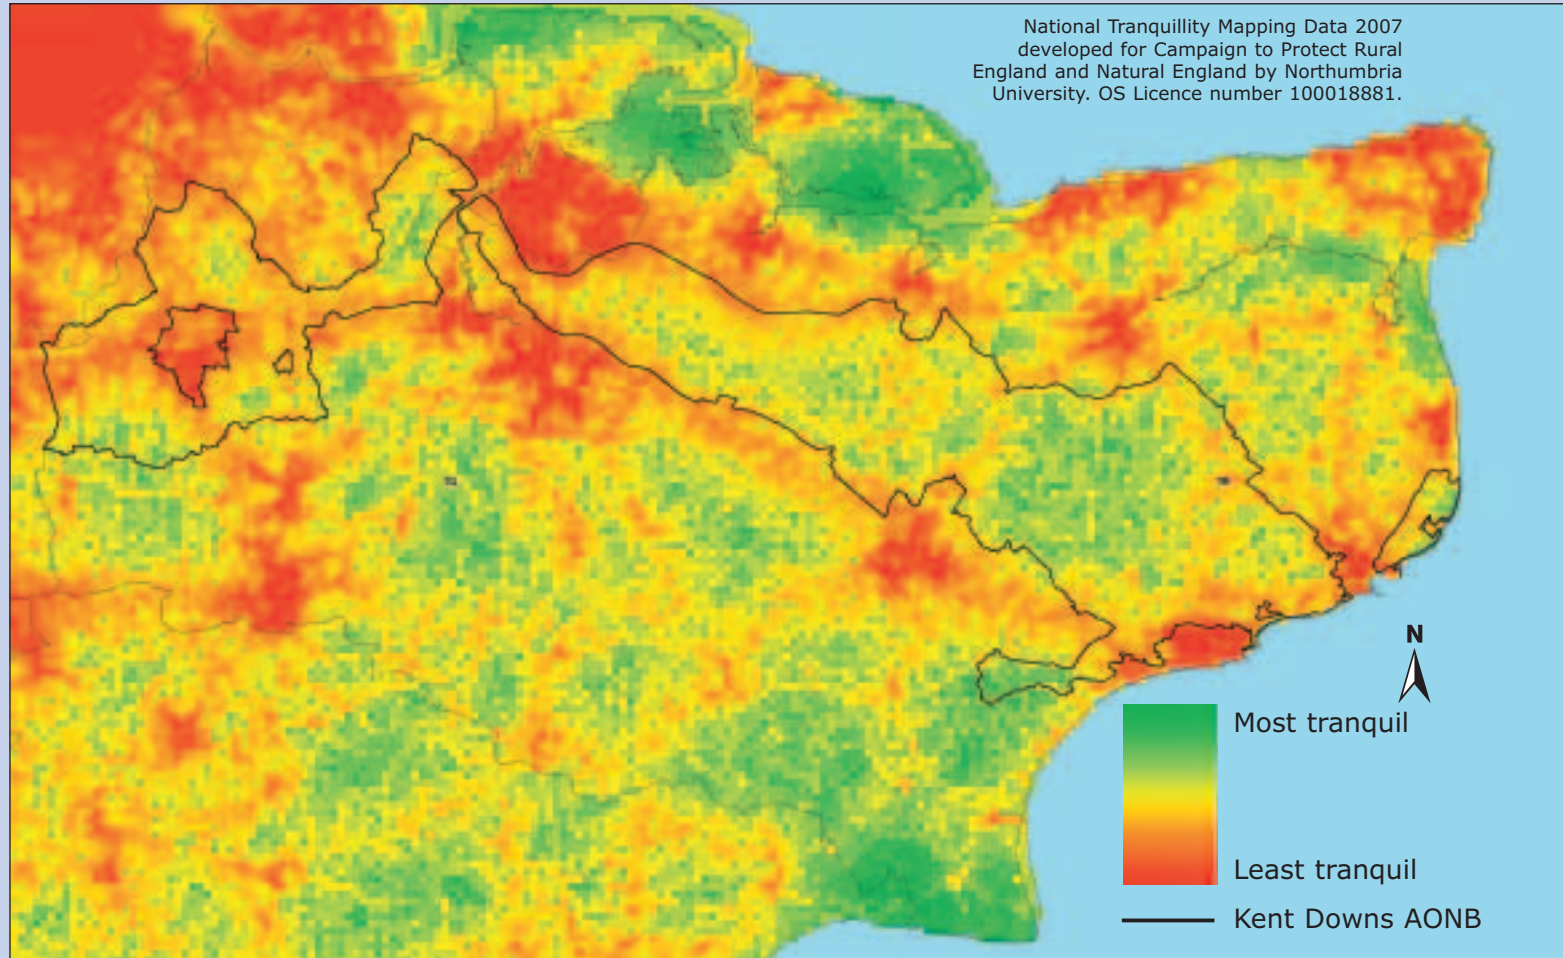 National Tranquillity Mapping Data 2007
developed for Campaign to Protect Rural
England and Natural England by Northumbria
University. OS Licence number 100018881.
N
Most tranquil
Least tranquil
Kent Downs AONB